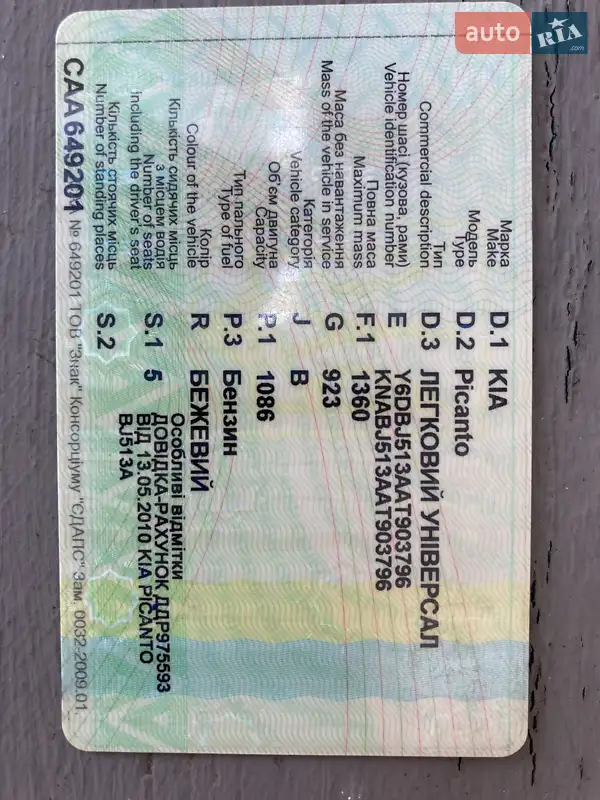 auto RIA .com
Марка D.1 KIA
Make
Модель D.2 Picanto
Type
Тип D.3 ЛЕГКОВИЙ УНІВЕРСАЛ
Commercial description
Номер шасі (кузова, рами) E Y6DBJ513AAT903796
Vehicle identification number KNABJ513AAT903796
Повна маса F.1 1360
Maximum mass
Маса без навантаження G 923
Mass of the vehicle in service
Категорія J B
Vehicle category
Об'єм двигуна P.1 1086
Capacity
Тип пального P.3 Бензин
Type of fuel
Колір R БЕЖЕВИЙ
Colour of the vehicle
Кількість сидячих місць
з місцем водія S.1 5
Number of seats
including the driver's seat
Кількість стоячих місць S.2
Number of standing places
Особливі відмітки
ДОВІДКА-РАХУНОК ДДР975593
ВІД 13.05.2010 KIA PICANTO
BJ513A
САА 649201 № 649201 ТОВ "Знак" Консорціуму "ЄДАПС" Зам. 0032-2009.01.